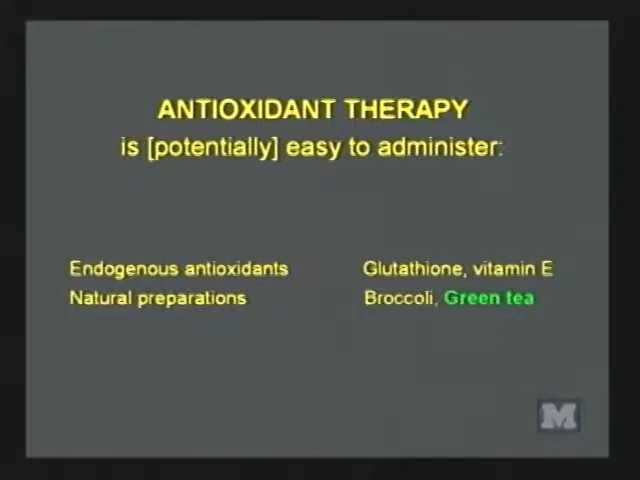 ANTIOXIDANT THERAPY
is [potentially] easy to administer:
Endogenous antioxidants Glutathione, vitamin E
Natural preparations Broccoli, Green tea
M